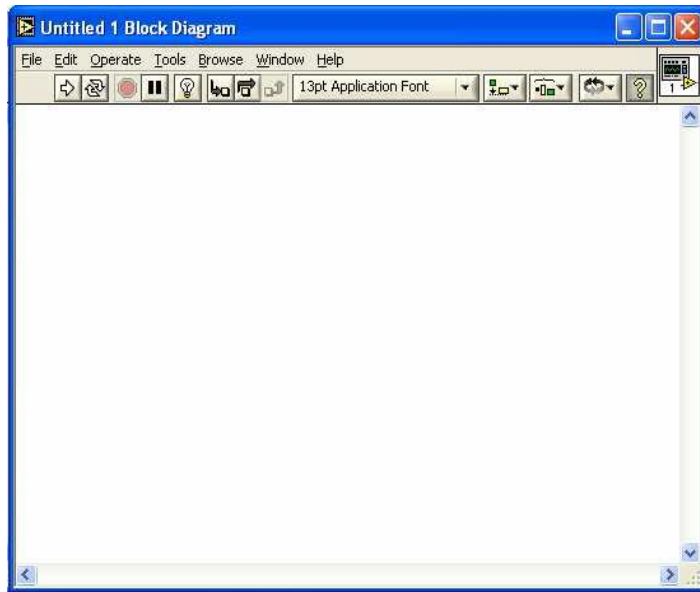 Untitled 1 Block Diagram
File Edit Operate Tools Browse Window Help
13pt Application Font
?
1